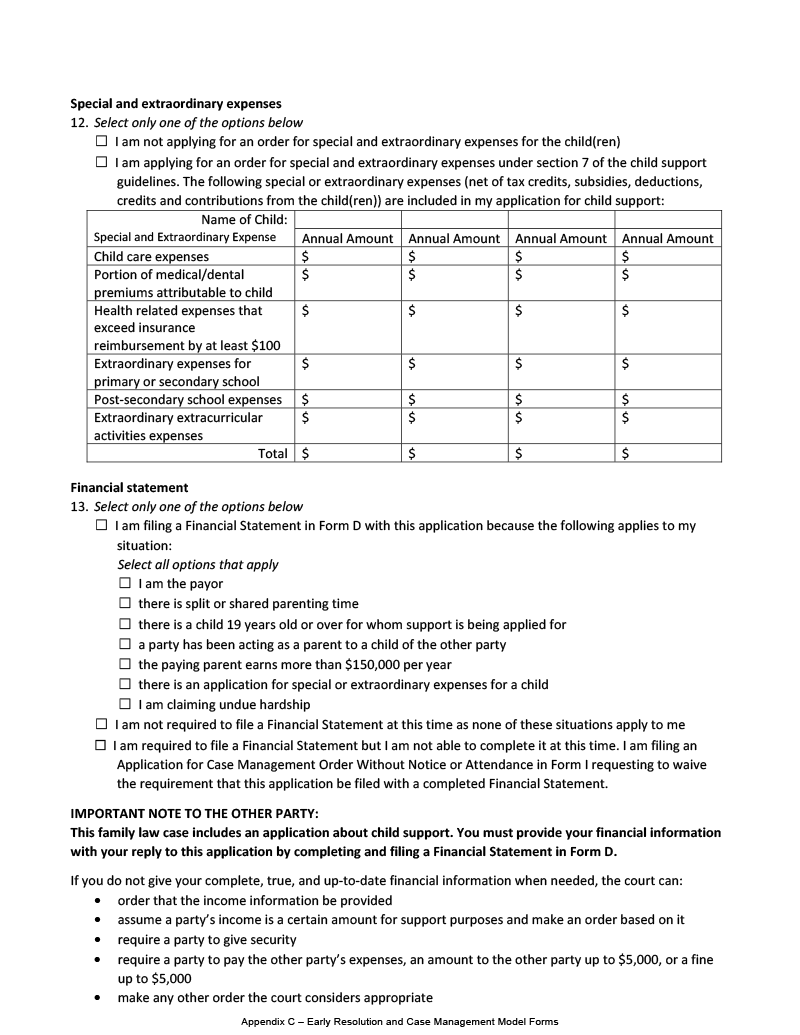 Special and extraordinary expenses
12. Select only one of the options below
☐ I am not applying for an order for special and extraordinary expenses for the child(ren)
☐ I am applying for an order for special and extraordinary expenses under section 7 of the child support
guidelines. The following special or extraordinary expenses (net of tax credits, subsidies, deductions,
credits and contributions from the child(ren)) are included in my application for child support:
Name of Child:
Special and Extraordinary Expense Annual Amount Annual Amount Annual Amount Annual Amount
Child care expenses $ $ $ $
Portion of medical/dental $ $ $ $
premiums attributable to child
Health related expenses that $ $ $ $
exceed insurance
reimbursement by at least $100
Extraordinary expenses for $ $ $ $
primary or secondary school
Post-secondary school expenses $ $ $ $
Extraordinary extracurricular $ $ $ $
activities expenses
Total $ $ $ $
Financial statement
13. Select only one of the options below
☐ I am filing a Financial Statement in Form D with this application because the following applies to my
situation:
Select all options that apply
☐ I am the payor
☐ there is split or shared parenting time
☐ there is a child 19 years old or over for whom support is being applied for
☐ a party has been acting as a parent to a child of the other party
☐ the paying parent earns more than $150,000 per year
☐ there is an application for special or extraordinary expenses for a child
☐ I am claiming undue hardship
☐ I am not required to file a Financial Statement at this time as none of these situations apply to me
☐ I am required to file a Financial Statement but I am not able to complete it at this time. I am filing an
Application for Case Management Order Without Notice or Attendance in Form I requesting to waive
the requirement that this application be filed with a completed Financial Statement.
IMPORTANT NOTE TO THE OTHER PARTY:
This family law case includes an application about child support. You must provide your financial information
with your reply to this application by completing and filing a Financial Statement in Form D.
If you do not give your complete, true, and up-to-date financial information when needed, the court can:
• order that the income information be provided
• assume a party's income is a certain amount for support purposes and make an order based on it
• require a party to give security
• require a party to pay the other party's expenses, an amount to the other party up to $5,000, or a fine
up to $5,000
• make any other order the court considers appropriate
Appendix C – Early Resolution and Case Management Model Forms